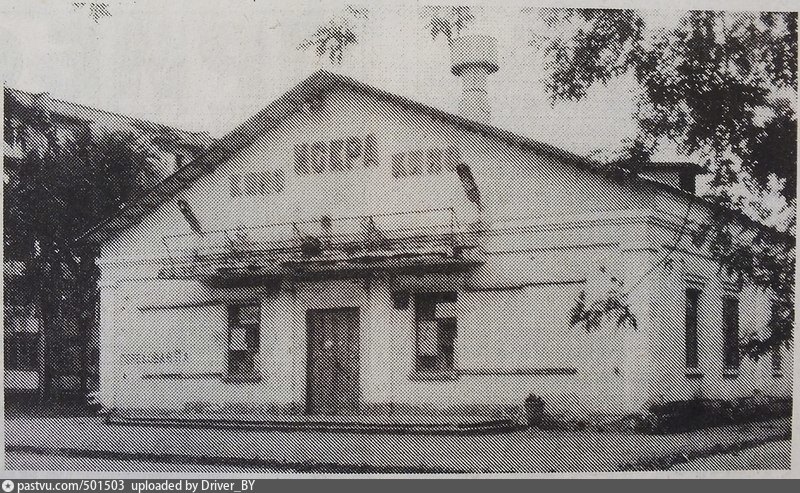 КИНО ИСКРА КИНО
pastvu.com/501503 uploaded by Driver_BY